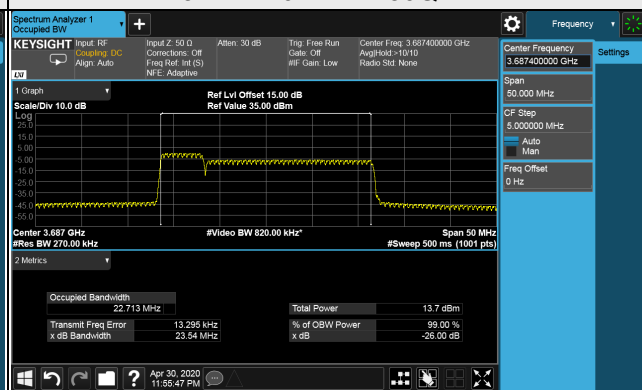 Spectrum Analyzer 1
Occupied BW
Frequency
KEYSIGHT
Input: RF
Coupling: DC
Align: Auto
Input Z: 50 Ω
Corrections: Off
Freq Ref: Int (S)
NFE: Adaptive
Atten: 30 dB
Trig: Free Run
Gate: Off
#IF Gain: Low
Center Freq: 3.687400000 GHz
Avg|Hold:>10/10
Radio Std: None
LXI
Center Frequency
3.687400000 GHz
Settings
Span
50.000 MHz
CF Step
5.000000 MHz
Auto
Man
Freq Offset
0 Hz
1 Graph
Scale/Div 10.0 dB
Ref Lvl Offset 15.00 dB
Ref Value 35.00 dBm
Log
25.0
15.0
5.00
-5.00
-15.0
-25.0
-35.0
-45.0
-55.0
Center 3.687 GHz
#Res BW 270.00 kHz
#Video BW 820.00 kHz*
Span 50 MHz
#Sweep 500 ms (1001 pts)
2 Metrics
Occupied Bandwidth
22.713 MHz
Total Power 13.7 dBm
Transmit Freq Error 13.295 kHz
% of OBW Power 99.00 %
x dB Bandwidth 23.54 MHz
x dB -26.00 dB
Apr 30, 2020
11:55:47 PM